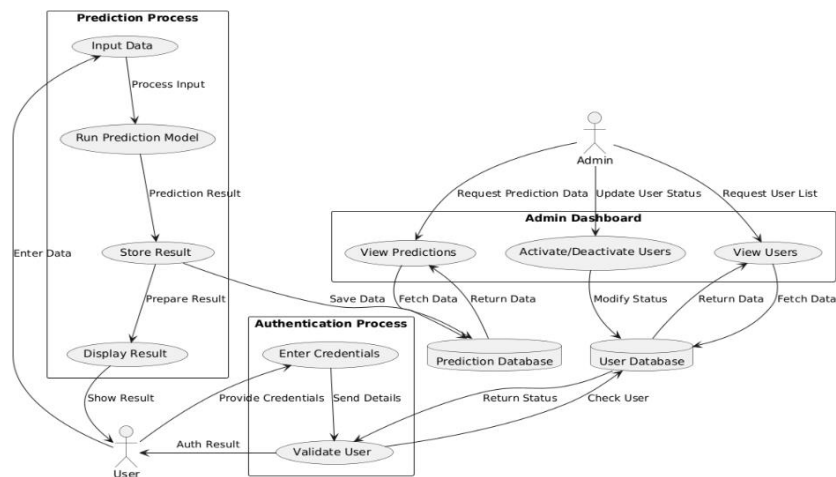 Prediction Process
Input Data
Process Input
Run Prediction Model
Admin
Prediction Result
Request Prediction Data
Update User Status
Request User List
Admin Dashboard
Enter Data
Store Result
View Predictions
Activate/Deactivate Users
View Users
Prepare Result
Save Data
Fetch Data
Return Data
Modify Status
Return Data
Fetch Data
Authentication Process
Display Result
Enter Credentials
Prediction Database
User Database
Show Result
Provide Credentials
Send Details
Return Status
Check User
Auth Result
Validate User
User